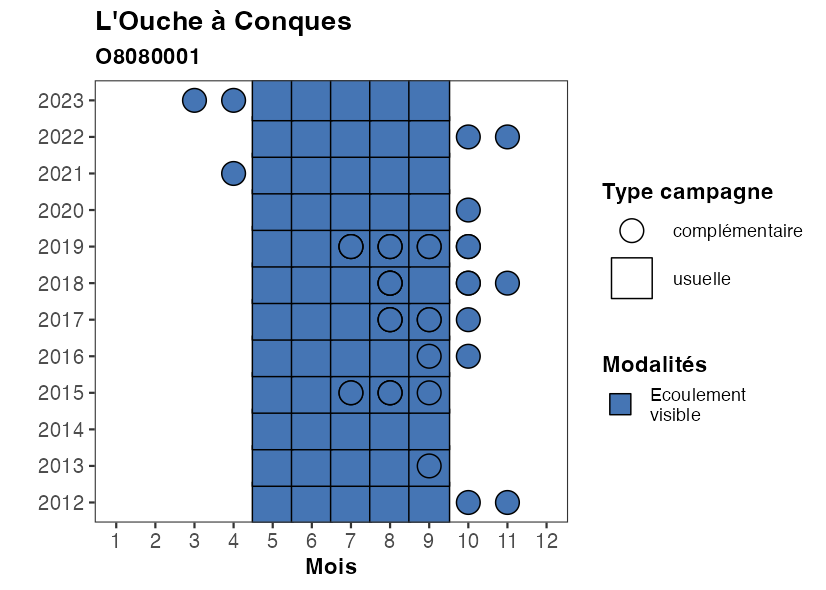 L'Ouche à Conques
O8080001
2023
2022
2021
2020
2019
2018
2017
2016
2015
2014
2013
2012
1 2 3 4 5 6 7 8 9 10 11 12
Mois
Type campagne
complémentaire
usuelle
Modalités
Ecoulement
visible